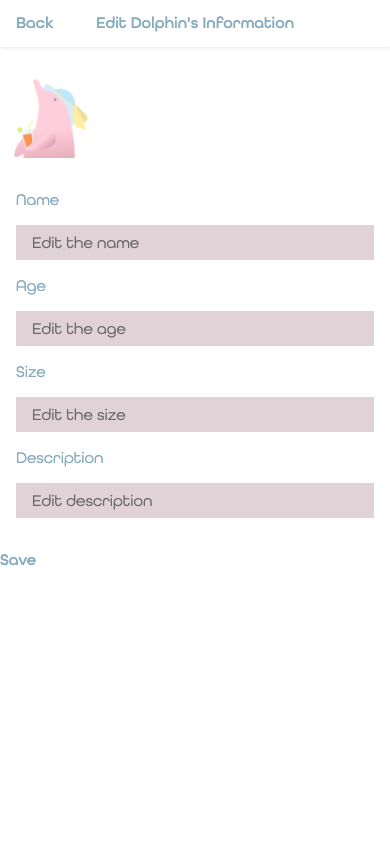 Back
Edit Dolphin's Information
Name
Edit the name
Age
Edit the age
Size
Edit the size
Description
Edit description
Save